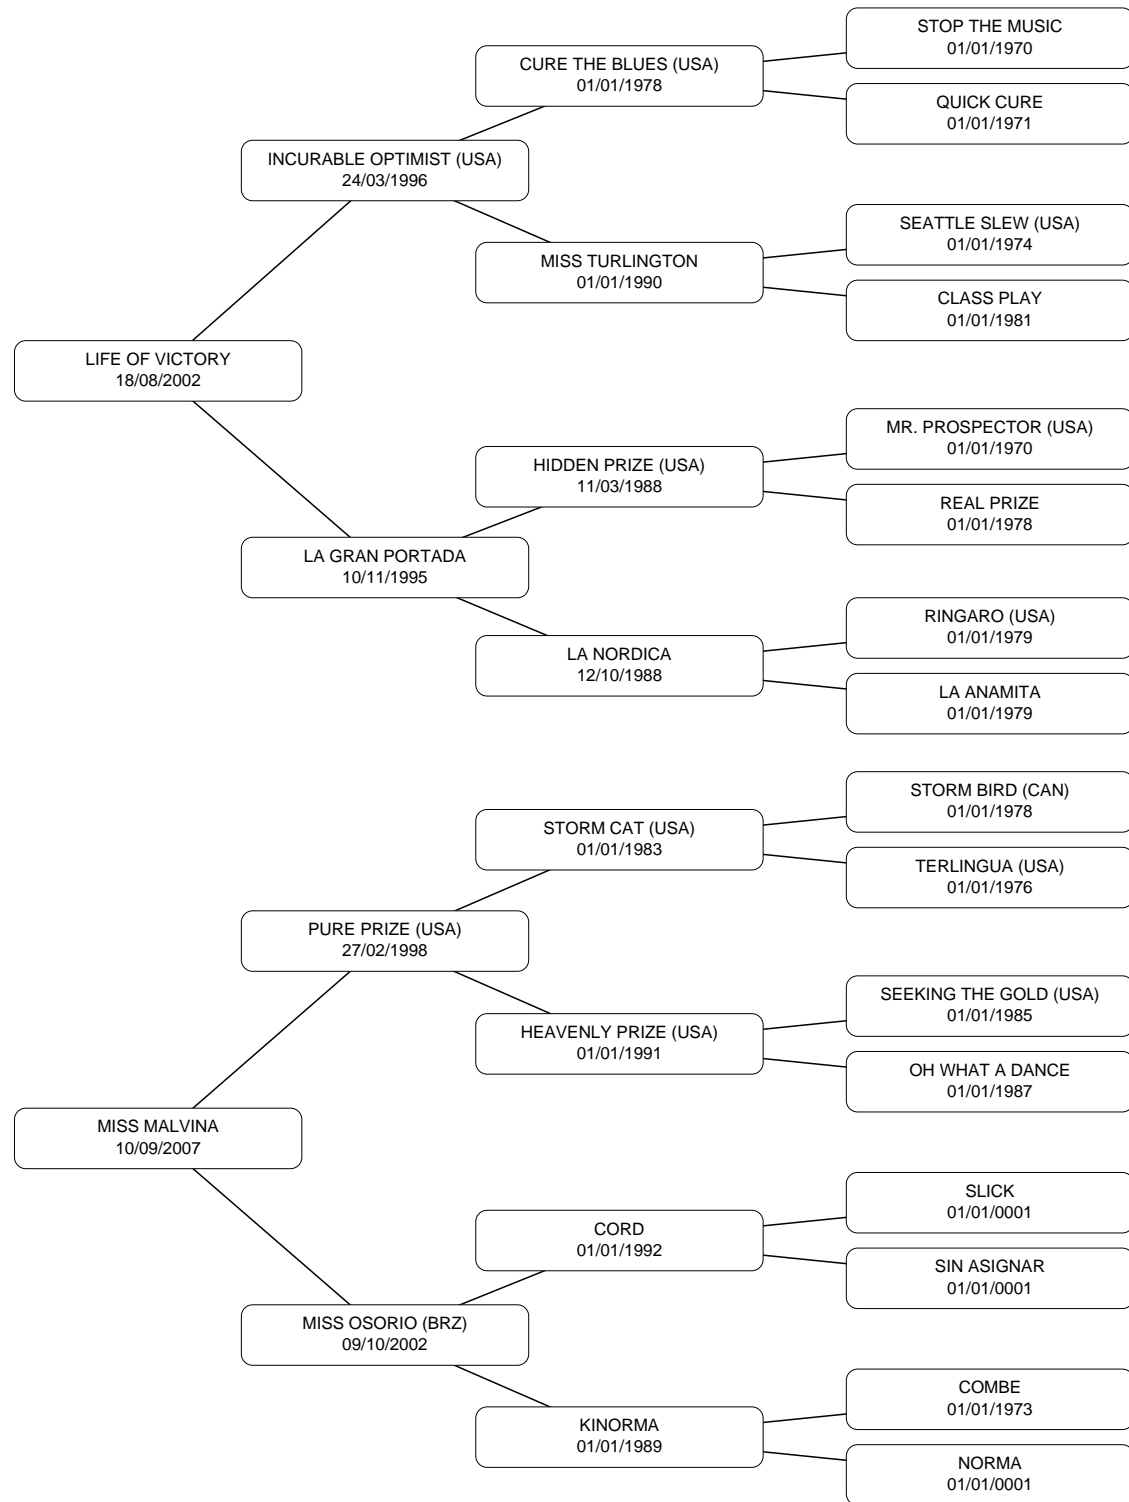 STOP THE MUSIC
01/01/1970
CURE THE BLUES (USA)
01/01/1978
QUICK CURE
01/01/1971
INCURABLE OPTIMIST (USA)
24/03/1996
SEATTLE SLEW (USA)
01/01/1974
MISS TURLINGTON
01/01/1990
CLASS PLAY
01/01/1981
LIFE OF VICTORY
18/08/2002
MR. PROSPECTOR (USA)
01/01/1970
HIDDEN PRIZE (USA)
11/03/1988
REAL PRIZE
01/01/1978
LA GRAN PORTADA
10/11/1995
RINGARO (USA)
01/01/1979
LA NORDICA
12/10/1988
LA ANAMITA
01/01/1979
STORM BIRD (CAN)
01/01/1978
STORM CAT (USA)
01/01/1983
TERLINGUA (USA)
01/01/1976
PURE PRIZE (USA)
27/02/1998
SEEKING THE GOLD (USA)
01/01/1985
HEAVENLY PRIZE (USA)
01/01/1991
OH WHAT A DANCE
01/01/1987
MISS MALVINA
10/09/2007
SLICK
01/01/0001
CORD
01/01/1992
SIN ASIGNAR
01/01/0001
MISS OSORIO (BRZ)
09/10/2002
COMBE
01/01/1973
KINORMA
01/01/1989
NORMA
01/01/0001